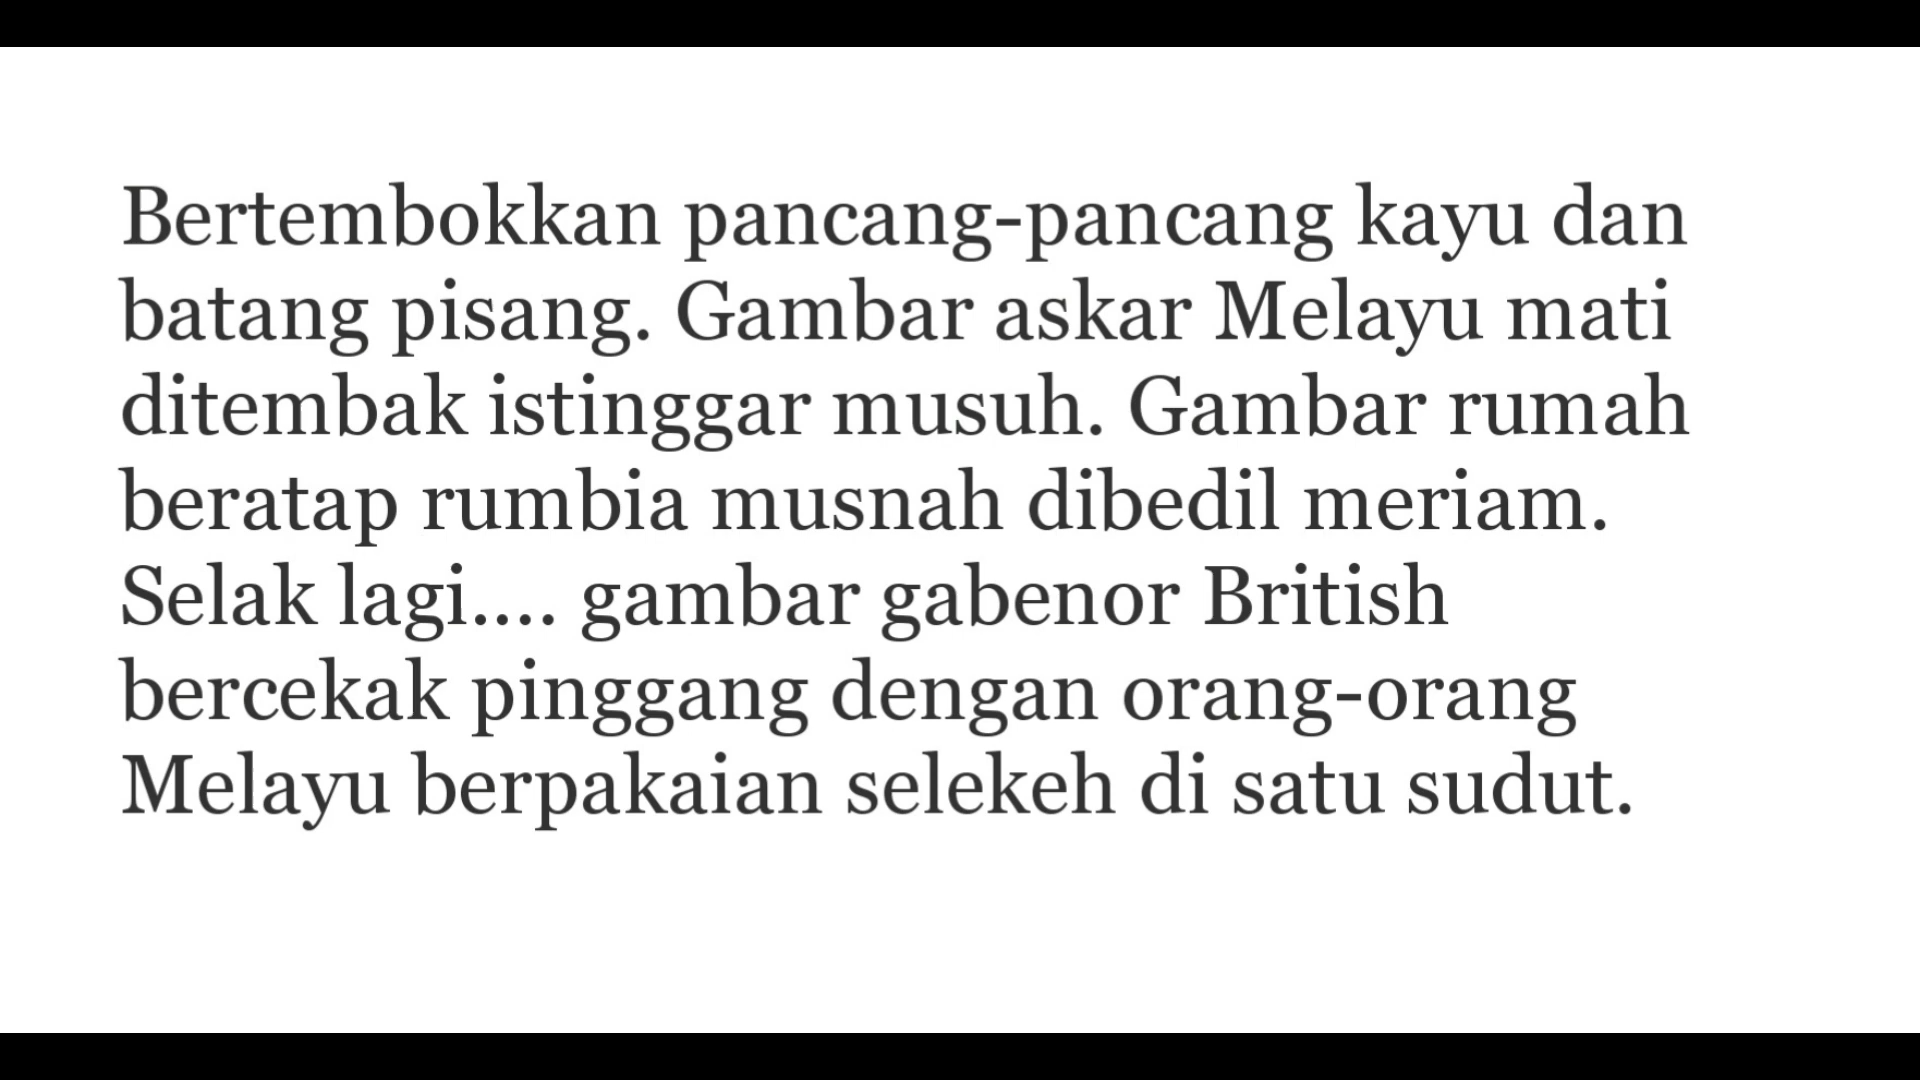 Bertembokkan pancang-pancang kayu dan
batang pisang. Gambar askar Melayu mati
ditembak istinggar musuh. Gambar rumah
beratap rumbia musnah dibedil meriam.
Selak lagi.... gambar gabenor British
bercekak pinggang dengan orang-orang
Melayu berpakaian selekeh di satu sudut.